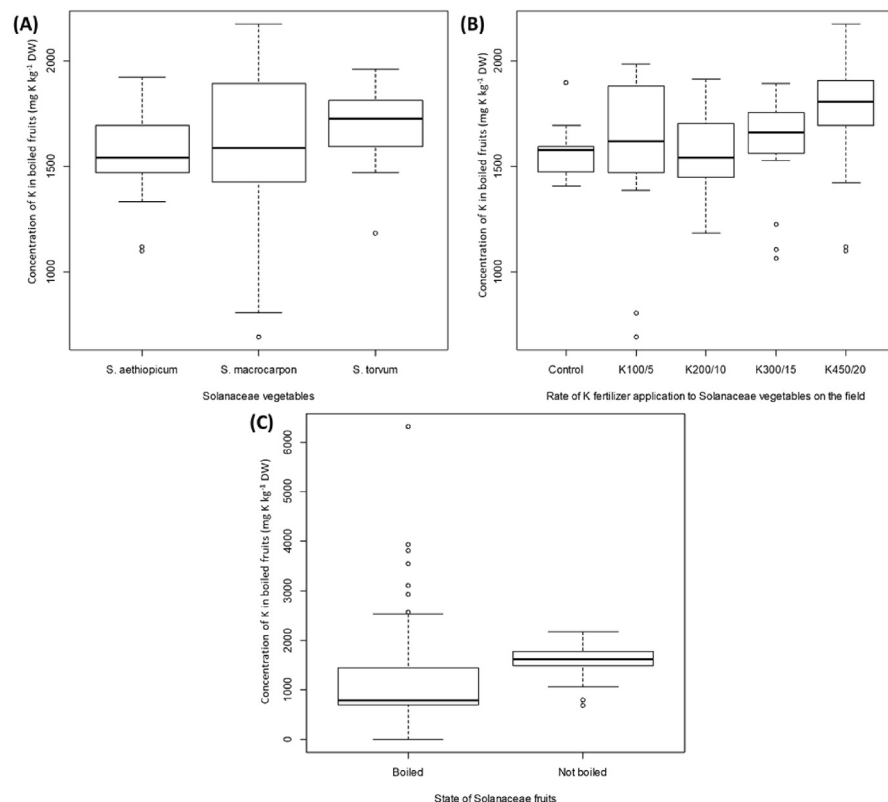 (A)
Concentration of K in boiled fruits (mg K kg⁻¹ DW)
2000
1500
1000
S. aethiopicum S. macrocarpon S. torvum
Solanaceae vegetables
(B)
Concentration of K in boiled fruits (mg K kg⁻¹ DW)
2000
1500
1000
Control K100/5 K200/10 K300/15 K450/20
Rate of K fertilizer application to Solanaceae vegetables on the field
(C)
Concentration of K in boiled fruits (mg K kg⁻¹ DW)
6000
5000
4000
3000
2000
1000
0
Boiled Not boiled
State of Solanaceae fruits